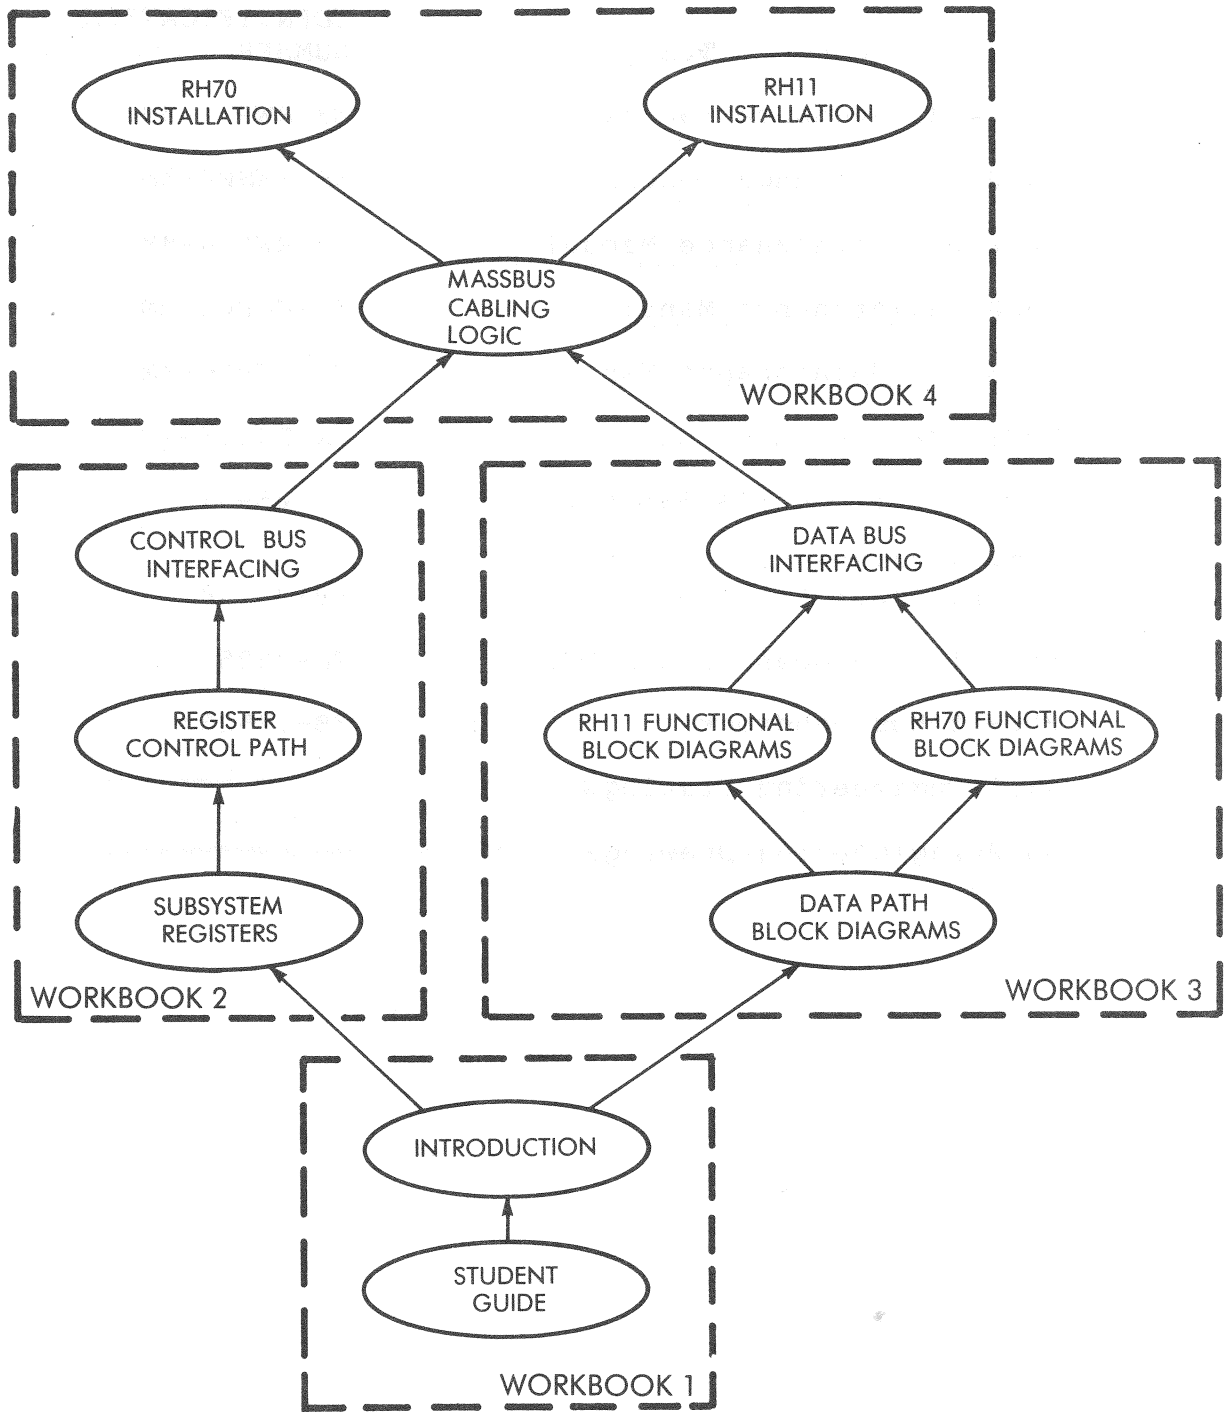 RH70
INSTALLATION
RH11
INSTALLATION
MASSBUS
CABLING
LOGIC
WORKBOOK 4
CONTROL BUS
INTERFACING
DATA BUS
INTERFACING
REGISTER
CONTROL PATH
RH11 FUNCTIONAL
BLOCK DIAGRAMS
RH70 FUNCTIONAL
BLOCK DIAGRAMS
SUBSYSTEM
REGISTERS
DATA PATH
BLOCK DIAGRAMS
WORKBOOK 2
WORKBOOK 3
INTRODUCTION
STUDENT
GUIDE
WORKBOOK 1